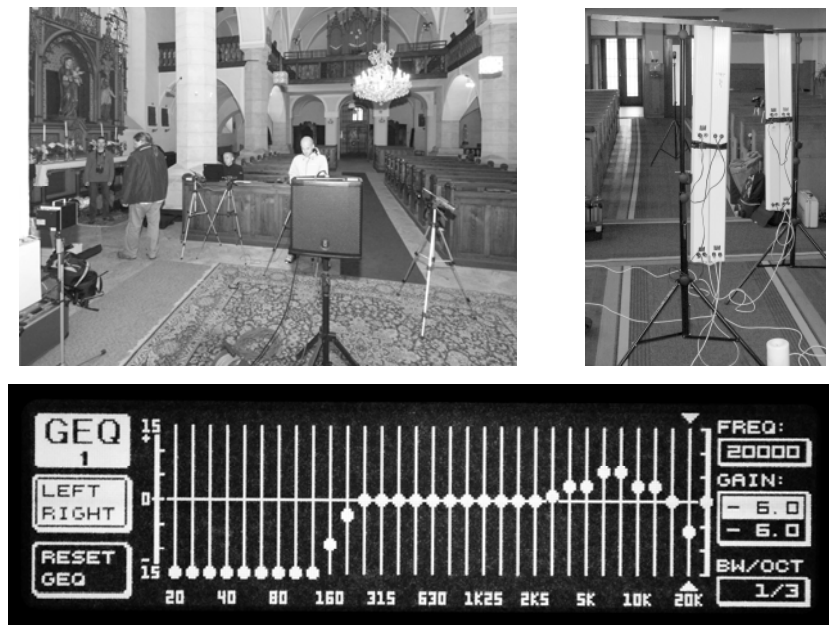 GEQ
1
LEFT
RIGHT
RESET
GEQ
15
+
0
-
15
20 40 80 160 315 630 1K25 2K5 5K 10K 20K
FREQ:
20000
GAIN:
- 6.0
- 6.0
BW/OCT
1/3